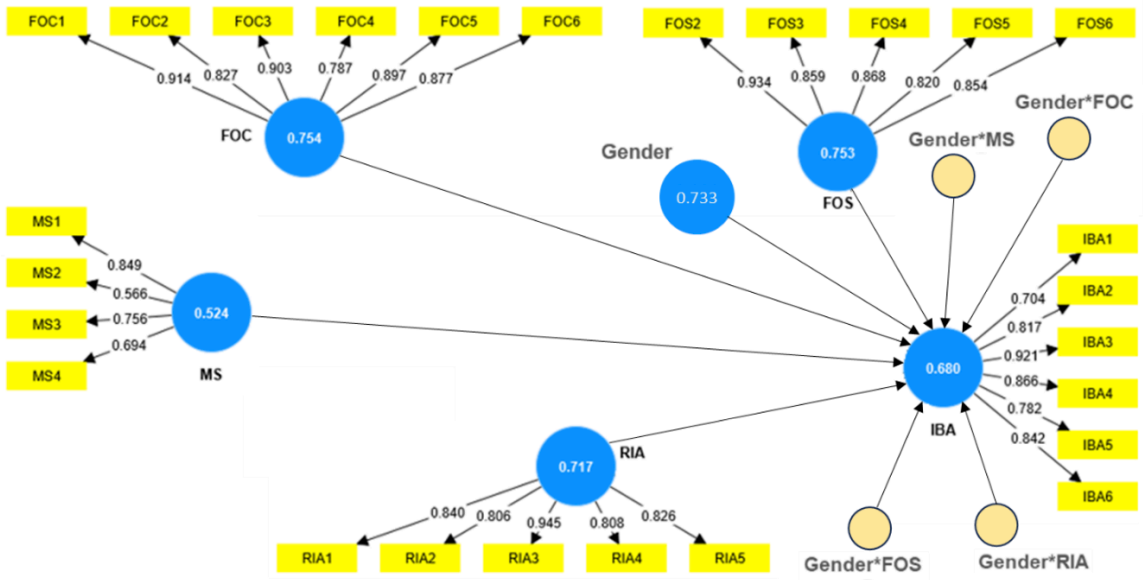 FOC1 FOC2 FOC3 FOC4 FOC5 FOC6
FOS2 FOS3 FOS4 FOS5 FOS6
0.914 0.827 0.903 0.787 0.897 0.877
0.934 0.859 0.868 0.820 0.854
FOC
0.754
Gender
0.733
0.753
FOS
Gender*MS
Gender*FOC
MS1
MS2
MS3
MS4
0.849
0.566
0.756
0.694
0.524
MS
IBA1
IBA2
IBA3
IBA4
IBA5
IBA6
0.704
0.817
0.921
0.866
0.782
0.842
0.680
IBA
RIA
0.717
0.840 0.806 0.945 0.808 0.826
RIA1 RIA2 RIA3 RIA4 RIA5
Gender*FOS
Gender*RIA